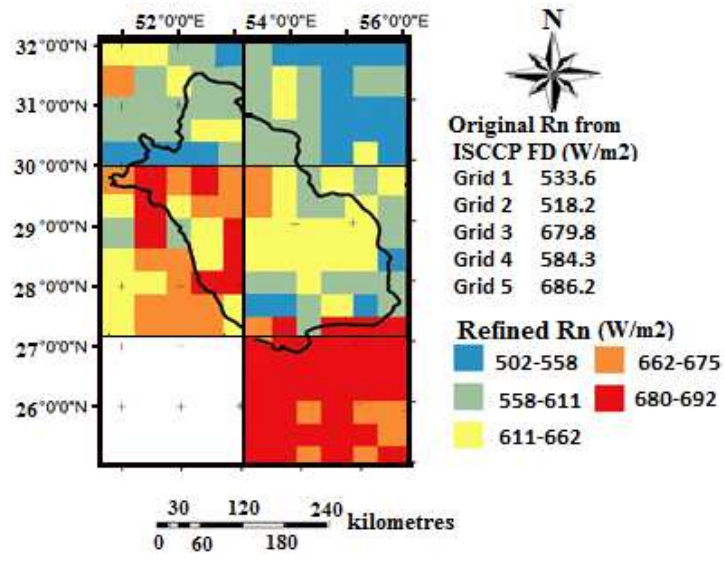 52°0'0"E 54°0'0"E 56°0'0"E
N
32°0'0"N
31°0'0"N
30°0'0"N
29°0'0"N
28°0'0"N
27°0'0"N
26°0'0"N
Original Rn from
ISCCP FD (W/m2)
Grid 1 533.6
Grid 2 518.2
Grid 3 679.8
Grid 4 584.3
Grid 5 686.2
Refined Rn (W/m2)
502-558 662-675
558-611 680-692
611-662
30 120 240 kilometres
0 60 180